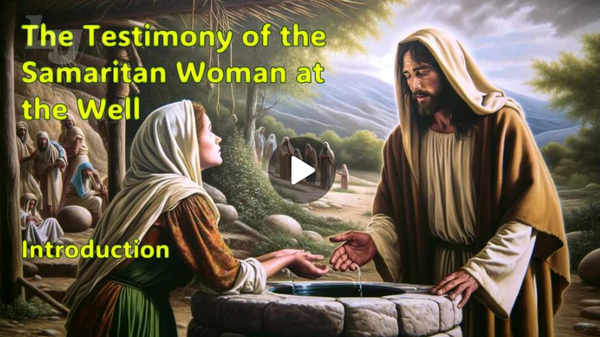 The Testimony of the
Samaritan Woman at
the Well
Introduction